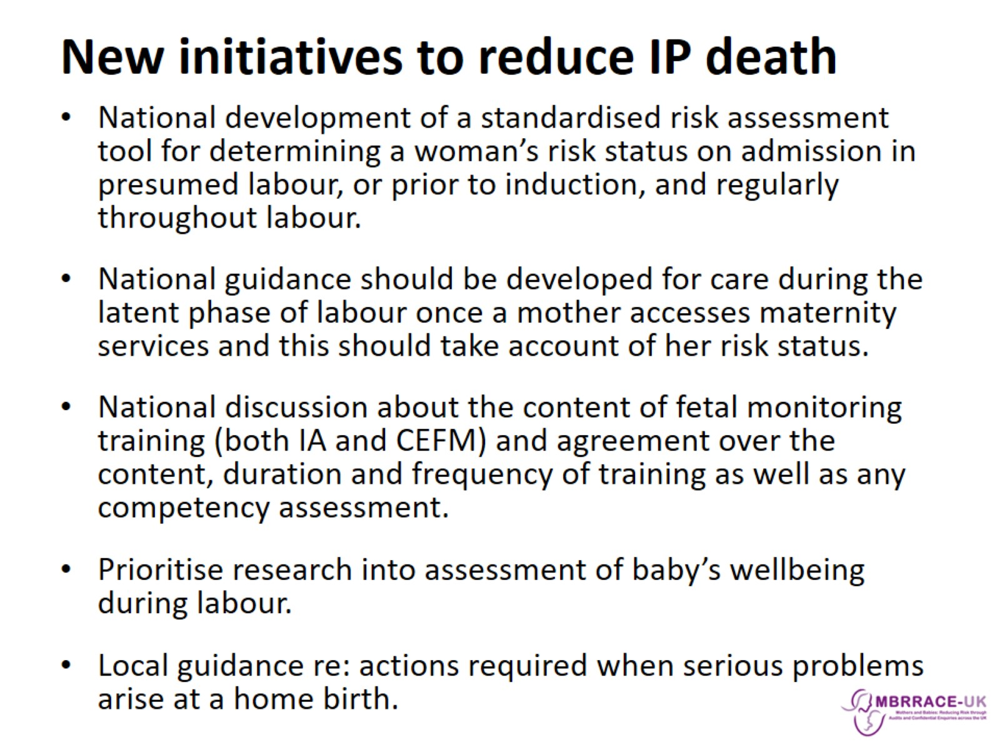 New initiatives to reduce IP death
• National development of a standardised risk assessment
tool for determining a woman’s risk status on admission in
presumed labour, or prior to induction, and regularly
throughout labour.
• National guidance should be developed for care during the
latent phase of labour once a mother accesses maternity
services and this should take account of her risk status.
• National discussion about the content of fetal monitoring
training (both IA and CEFM) and agreement over the
content, duration and frequency of training as well as any
competency assessment.
• Prioritise research into assessment of baby’s wellbeing
during labour.
• Local guidance re: actions required when serious problems
arise at a home birth.
MBRRACE-UK
Mothers and Babies: Reducing Risk through
Audits and Confidential Enquiries across the UK